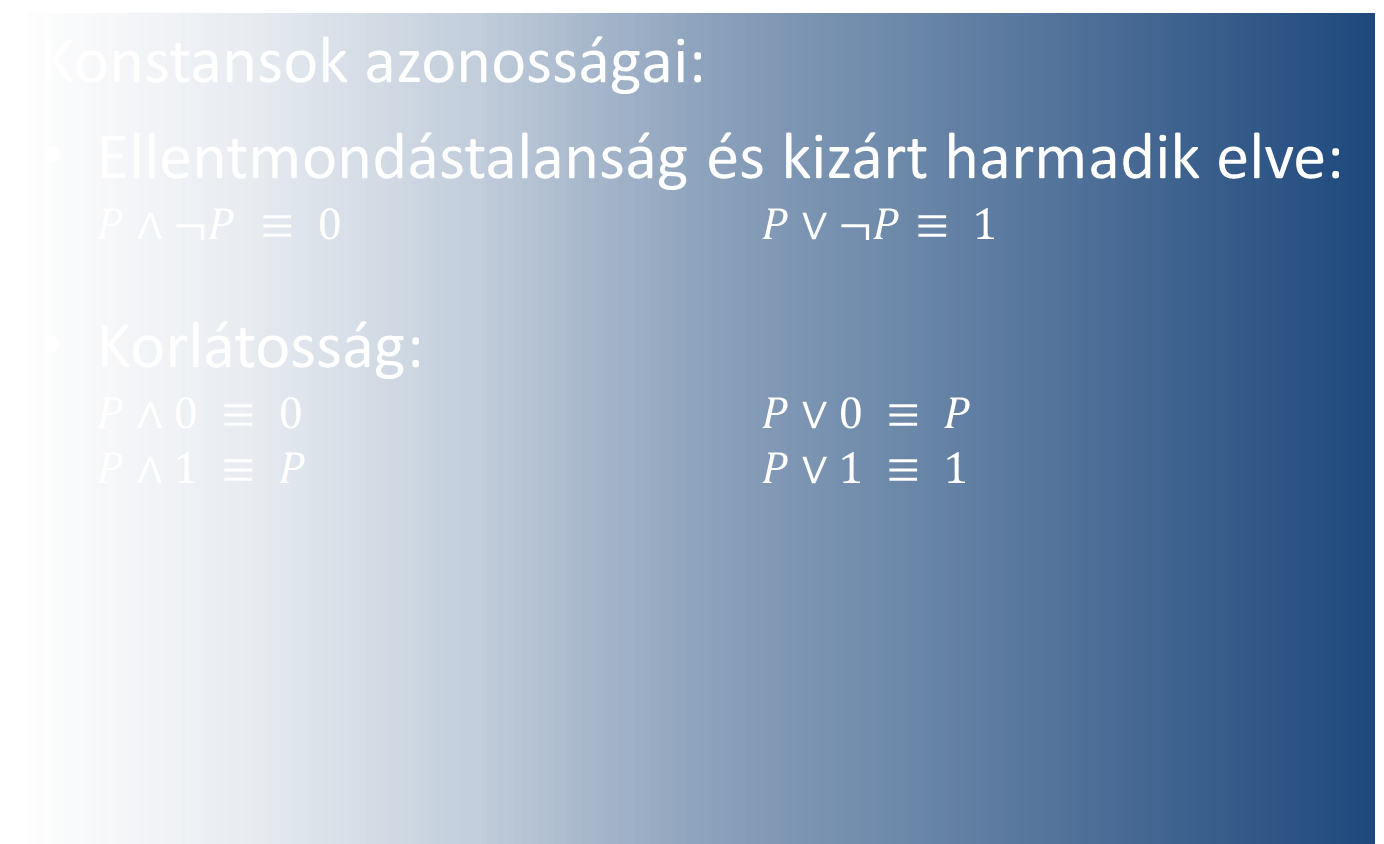 Konstansok azonosságai:
• Ellentmondástalanság és kizárt harmadik elve:
P ∧ ¬P ≡ 0 P ∨ ¬P ≡ 1
• Korlátosság:
P ∧ 0 ≡ 0 P ∨ 0 ≡ P
P ∧ 1 ≡ P P ∨ 1 ≡ 1